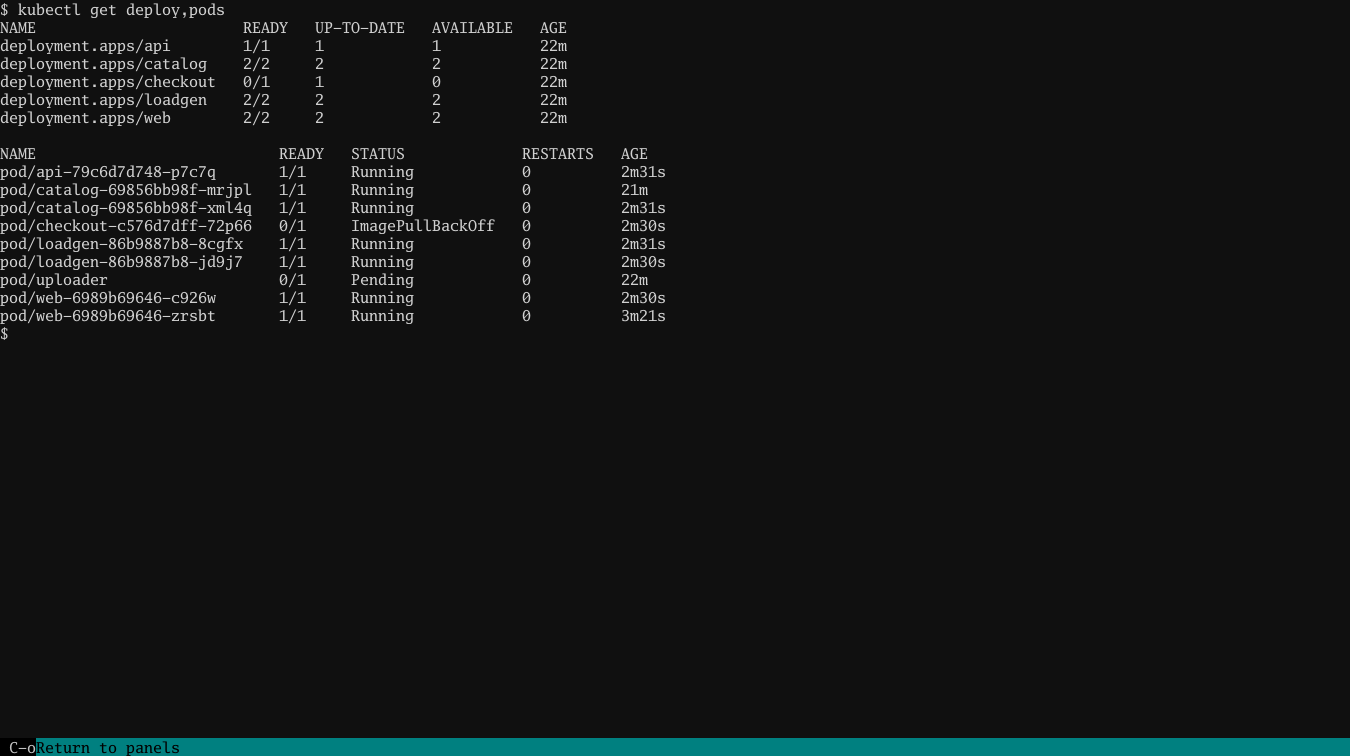 $ kubectl get deploy,pods
NAME                       READY   UP-TO-DATE   AVAILABLE   AGE
deployment.apps/api        1/1     1            1           22m
deployment.apps/catalog    2/2     2            2           22m
deployment.apps/checkout   0/1     1            0           22m
deployment.apps/loadgen    2/2     2            2           22m
deployment.apps/web        2/2     2            2           22m

NAME                           READY   STATUS             RESTARTS   AGE
pod/api-79c6d7d748-p7c7q       1/1     Running            0          2m31s
pod/catalog-69856bb98f-mrjpl   1/1     Running            0          21m
pod/catalog-69856bb98f-xml4q   1/1     Running            0          2m31s
pod/checkout-c576d7dff-72p66   0/1     ImagePullBackOff   0          2m30s
pod/loadgen-86b9887b8-8cgfx    1/1     Running            0          2m31s
pod/loadgen-86b9887b8-jd9j7    1/1     Running            0          2m30s
pod/uploader                   0/1     Pending            0          22m
pod/web-6989b69646-c926w       1/1     Running            0          2m30s
pod/web-6989b69646-zrsbt       1/1     Running            0          3m21s
$
C-oReturn to panels